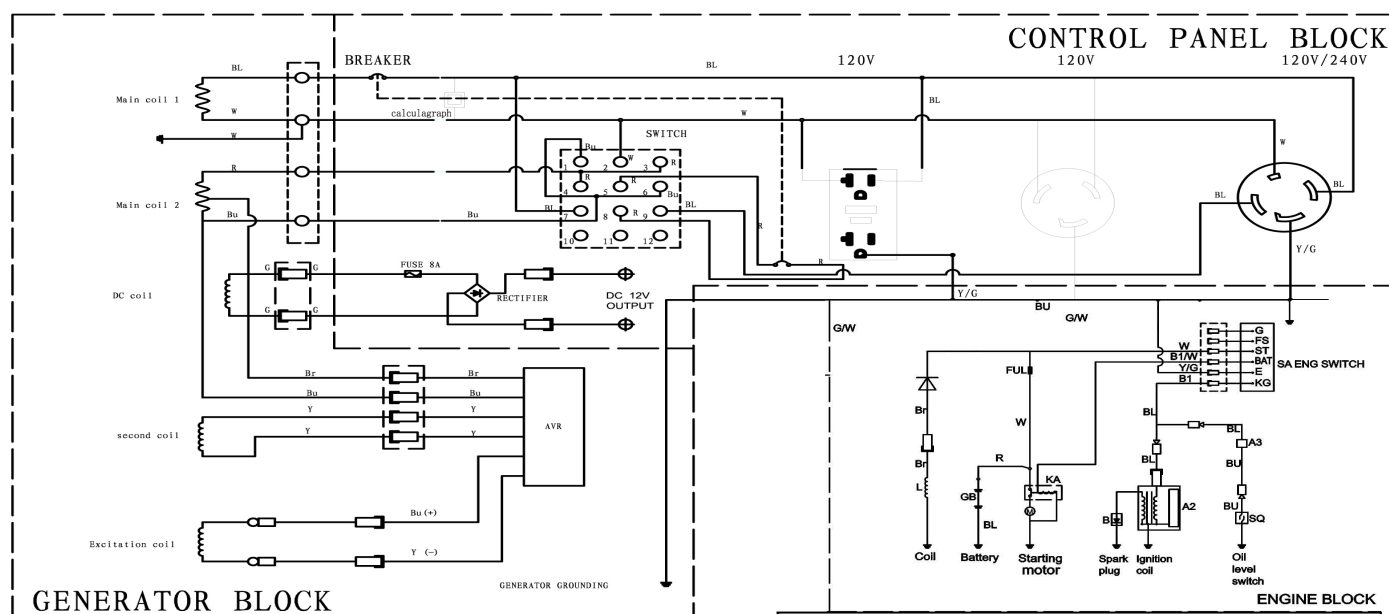 CONTROL PANEL BLOCK
BREAKER
BL
120V
120V
120V/240V
BL
Main coil 1
BL
calculagraph
W
W
W
SWITCH
Bu
W
R
1 2 3
R
R
Bu
4 5 6
W
BL
BL
R
Main coil 2
BL
R
BL
7 8 9
Bu
Bu
10 11 12
R
R
Y/G
G
G
FUSE 8A
DC coil
RECTIFIER
DC 12V
OUTPUT
G
G
Y/G
BU
G/W
G/W
W
B1/W
Y/G
B1
G
FS
ST
BAT
E
KG
SA ENG SWITCH
FUL
Br
Br
Bu
Bu
Y
Y
Y
Y
AVR
second coil
Br
W
BL
BL
A3
Br
R
BL
BU
L
GB
KA
M
B
A2
BU
SQ
BL
Bu (+)
Y (—)
Excitation coil
Coil
Battery
Starting
motor
Spark
plug
Ignition
coil
Oil
level
switch
GENERATOR GROUNDING
GENERATOR BLOCK
ENGINE BLOCK